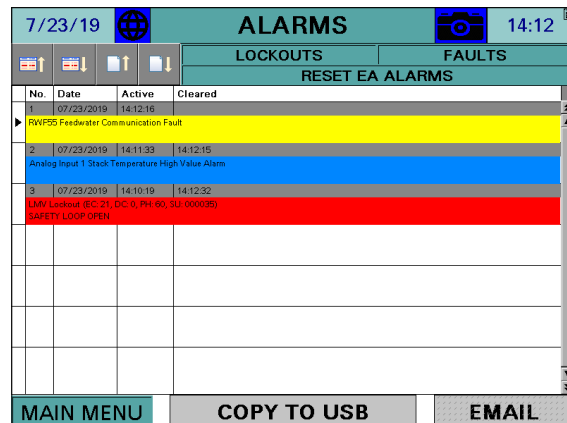 7/23/19 ALARMS 14:12
LOCKOUTS FAULTS
RESET EA ALARMS
No. Date Active Cleared
1 07/23/2019 14:12:16
RWF55 Feedwater Communication Fault
2 07/23/2019 14:11:33 14:12:15
Analog Input 1 Stack Temperature High Value Alarm
3 07/23/2019 14:10:19 14:12:32
LMV Lockout (EC: 21, DC: 0, PH: 60, SU: 000035)
SAFETY LOOP OPEN
MAIN MENU COPY TO USB EMAIL